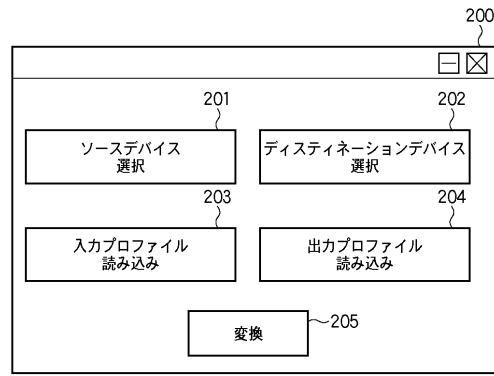 200
201
202
ソースデバイス
選択
ディスティネーションデバイス
選択
203
204
入力プロファイル
読み込み
出力プロファイル
読み込み
変換
205